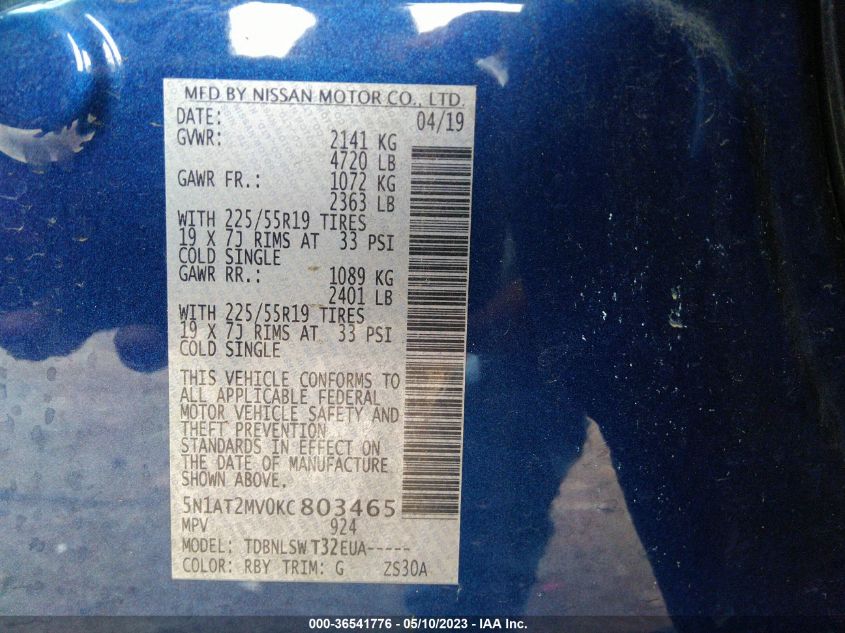 MFD BY NISSAN MOTOR CO., LTD.
DATE: 04/19
GVWR: 2141 KG
4720 LB
GAWR FR.: 1072 KG
2363 LB
WITH 225/55R19 TIRES
19 X 7J RIMS AT 33 PSI
COLD SINGLE
GAWR RR.: 1089 KG
2401 LB
WITH 225/55R19 TIRES
19 X 7J RIMS AT 33 PSI
COLD SINGLE
THIS VEHICLE CONFORMS TO
ALL APPLICABLE FEDERAL
MOTOR VEHICLE SAFETY AND
THEFT PREVENTION
STANDARDS IN EFFECT ON
THE DATE OF MANUFACTURE
SHOWN ABOVE.
5N1AT2MV0KC803465
MPV 924
MODEL: TDBNLSW T32EUA-----
COLOR: RBY TRIM: G ZS30A
000-36541776 - 05/10/2023 - IAA Inc.